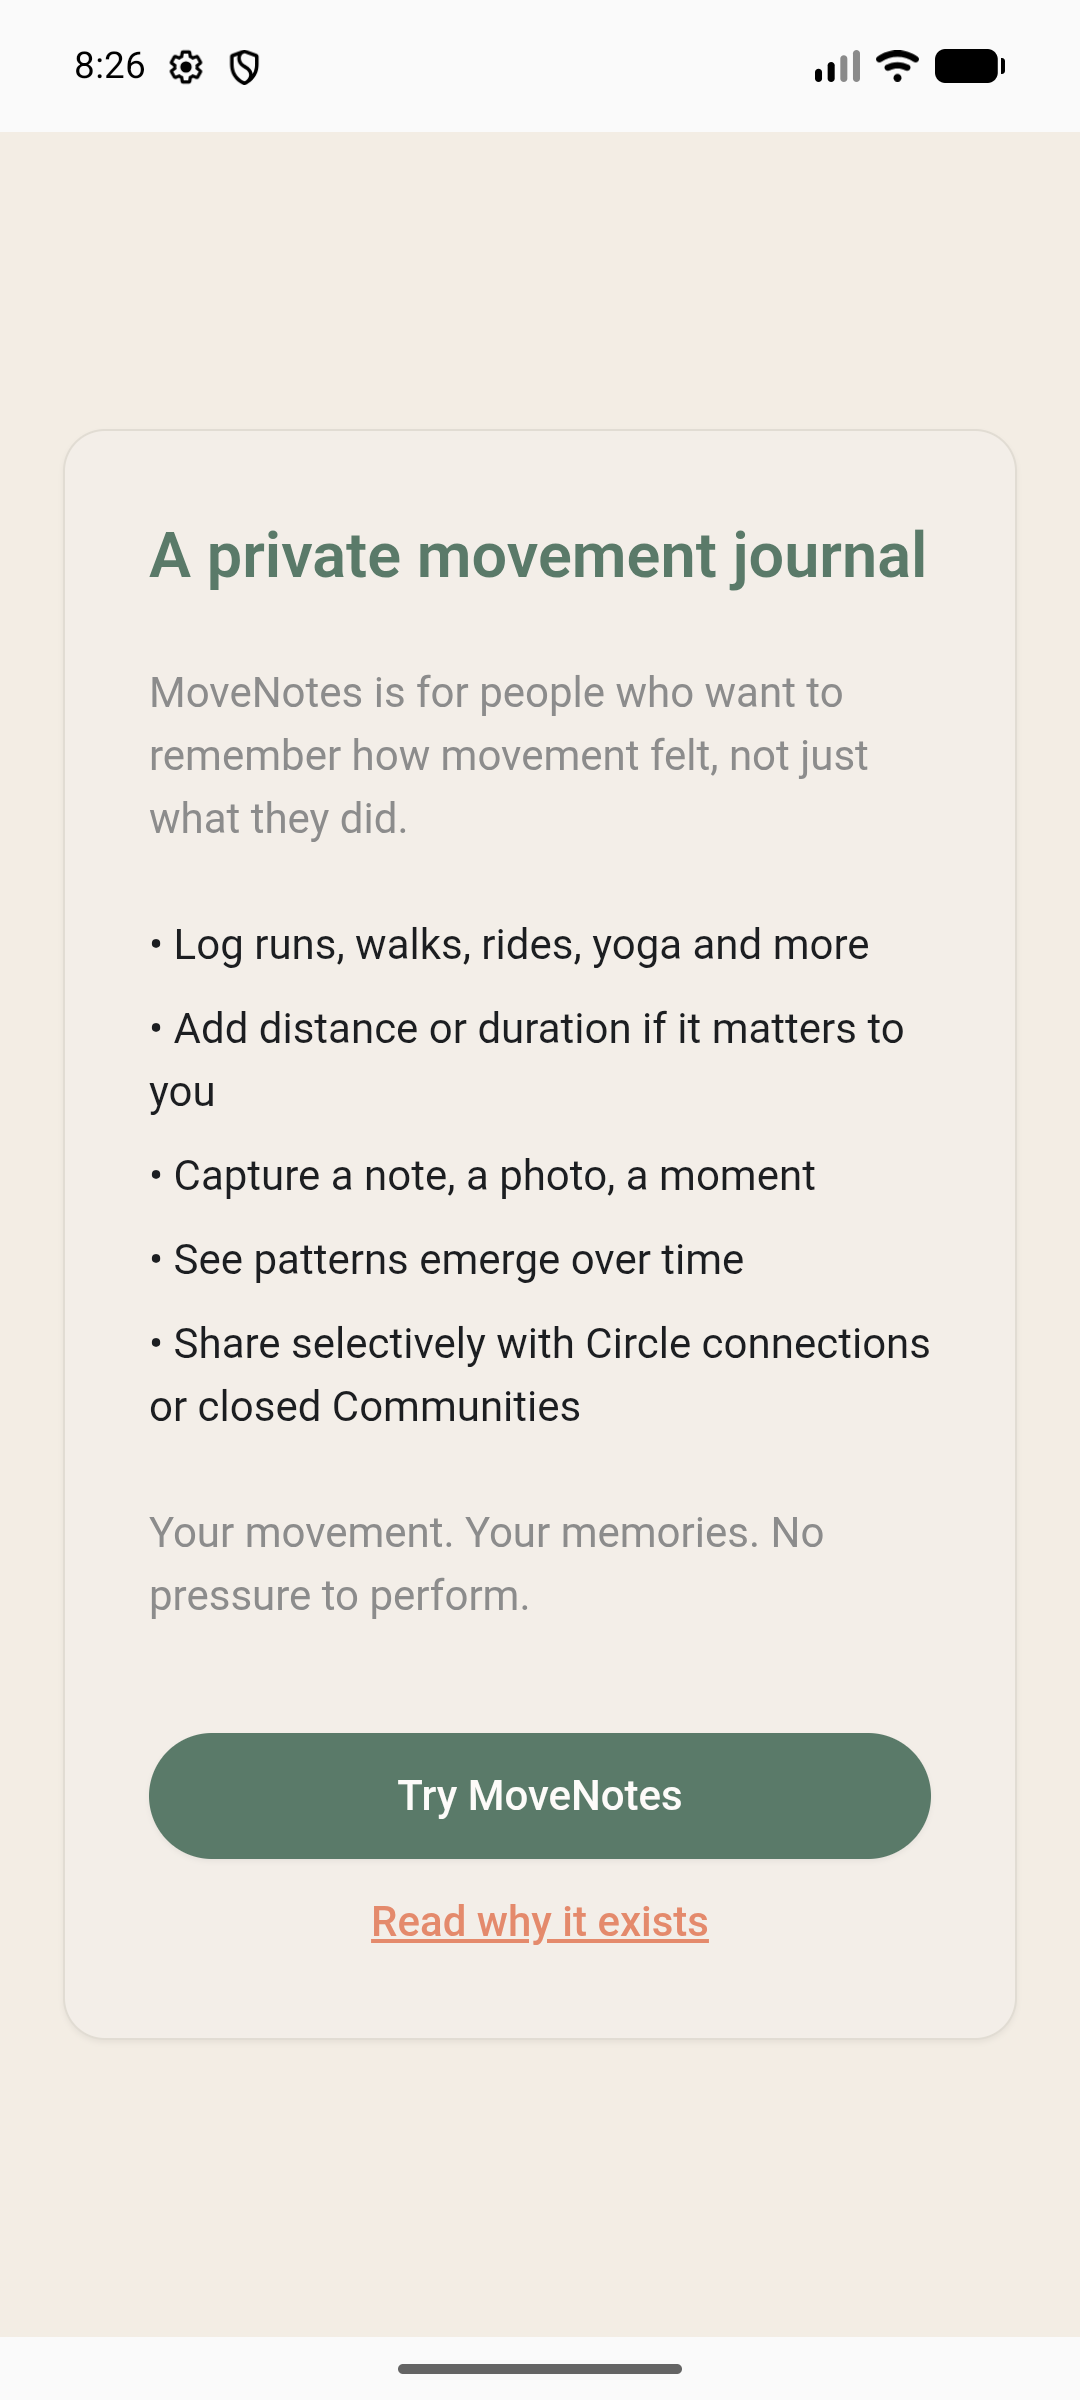 8:26
A private movement journal
MoveNotes is for people who want to
remember how movement felt, not just
what they did.
• Log runs, walks, rides, yoga and more
• Add distance or duration if it matters to
you
• Capture a note, a photo, a moment
• See patterns emerge over time
• Share selectively with Circle connections
or closed Communities
Your movement. Your memories. No
pressure to perform.
Try MoveNotes
Read why it exists